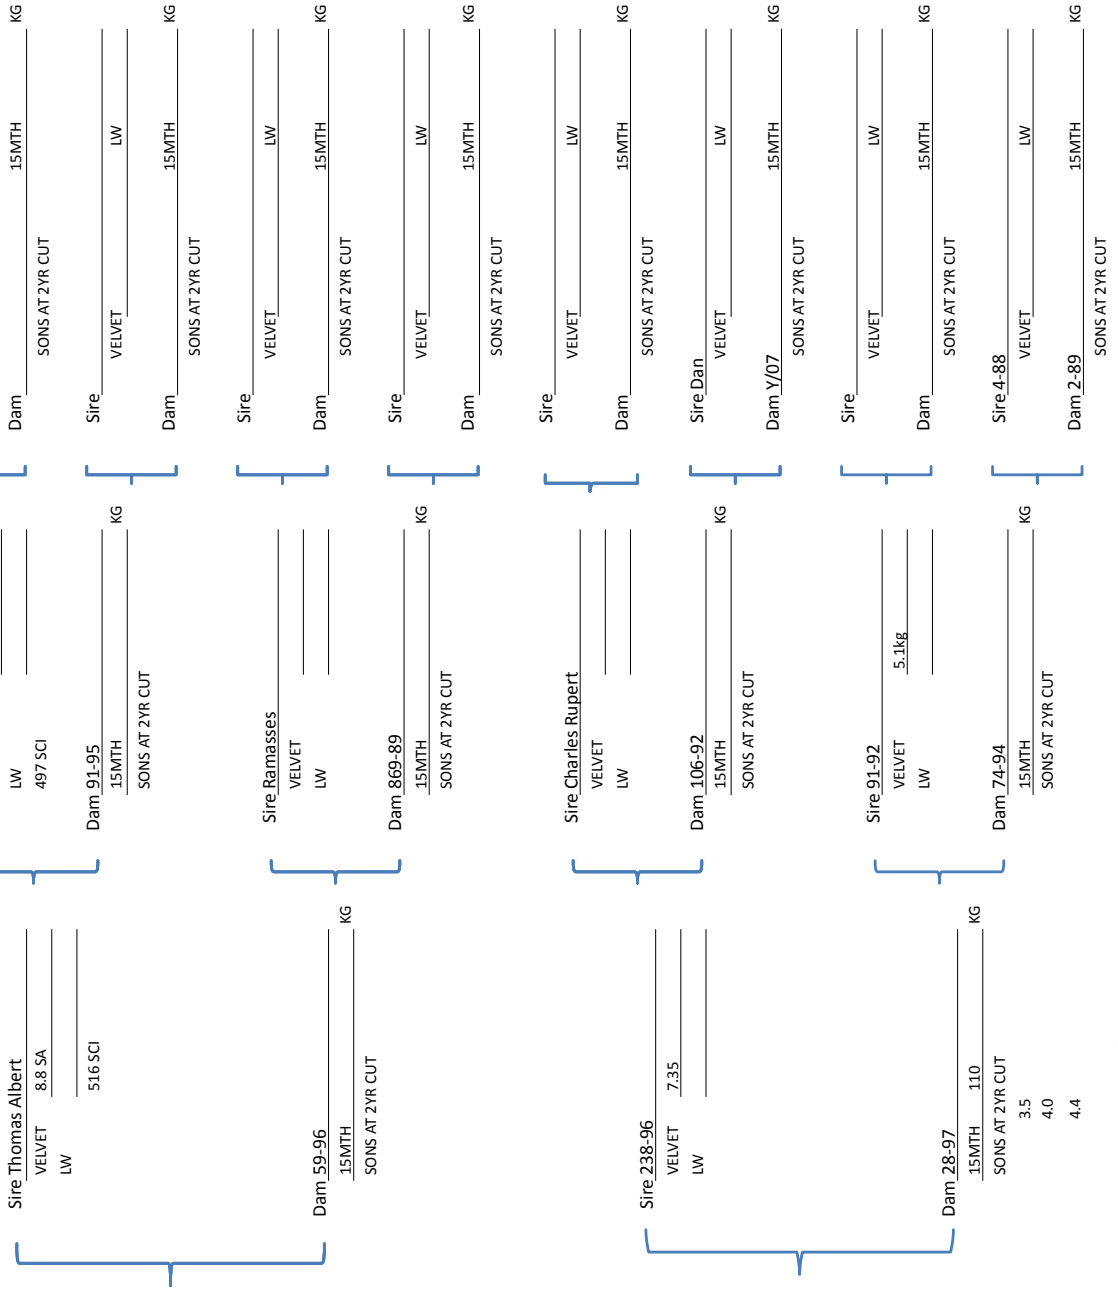 Sire Thomas Albert
VELVET 8.8 SA
LW
516 SCI
Dam 59-96
15MTH KG
SONS AT 2YR CUT
Sire 238-96
VELVET 7.35
LW
Dam 28-97
15MTH 110 KG
SONS AT 2YR CUT
3.5
4.0
4.4
LW
497 SCI
Dam 91-95
15MTH KG
SONS AT 2YR CUT
Sire Ramasses
VELVET
LW
Dam 869-89
15MTH KG
SONS AT 2YR CUT
Sire Charles Rupert
VELVET
LW
Dam 106-92
15MTH KG
SONS AT 2YR CUT
Sire 91-92
VELVET 5.1kg
LW
Dam 74-94
15MTH KG
SONS AT 2YR CUT
Dam 15MTH KG
SONS AT 2YR CUT
Sire
VELVET LW
Dam 15MTH KG
SONS AT 2YR CUT
Sire
VELVET LW
Dam 15MTH KG
SONS AT 2YR CUT
Sire
VELVET LW
Dam 15MTH KG
SONS AT 2YR CUT
Sire
VELVET LW
Dam 15MTH KG
SONS AT 2YR CUT
Sire Dan
VELVET LW
Dam Y/07 15MTH KG
SONS AT 2YR CUT
Sire
VELVET LW
Dam 15MTH KG
SONS AT 2YR CUT
Sire 4-88
VELVET LW
Dam 2-89 15MTH KG
SONS AT 2YR CUT